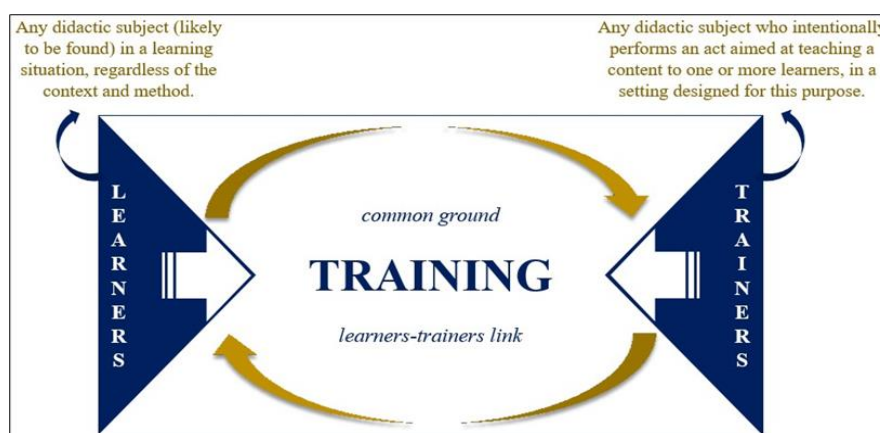 Any didactic subject (likely
to be found) in a learning
situation, regardless of the
context and method.
Any didactic subject who intentionally
performs an act aimed at teaching a
content to one or more learners, in a
setting designed for this purpose.
LEARNERS
common ground
TRAINING
learners-trainers link
TRAINERS